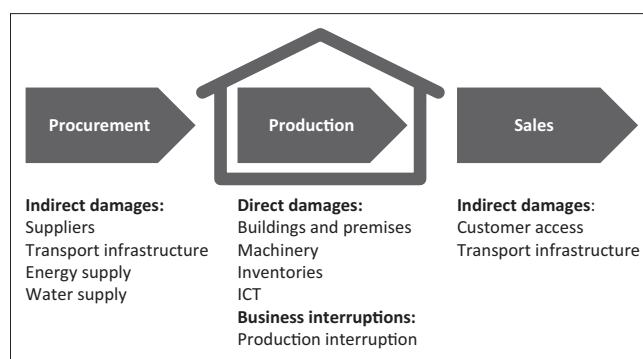 Procurement
Production
Sales
Indirect damages:
Suppliers
Transport infrastructure
Energy supply
Water supply
Direct damages:
Buildings and premises
Machinery
Inventories
ICT
Business interruptions:
Production interruption
Indirect damages:
Customer access
Transport infrastructure